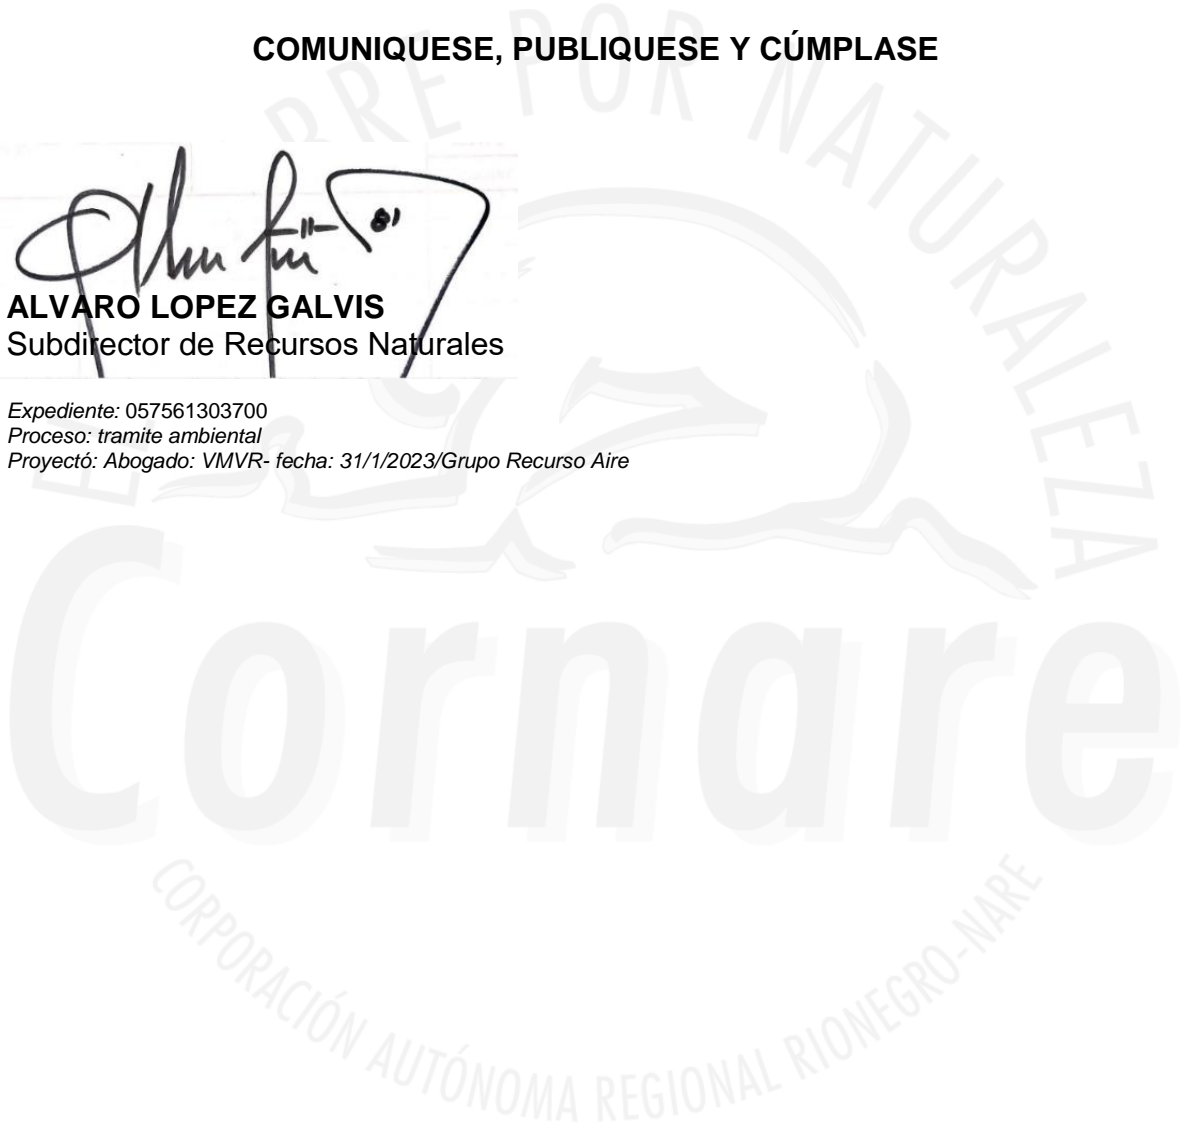 COMUNIQUESE, PUBLIQUESE Y CÚMPLASE
ALVARO LOPEZ GALVIS
Subdirector de Recursos Naturales
Expediente: 057561303700
Proceso: tramite ambiental
Proyectó: Abogado: VMVR- fecha: 31/1/2023/Grupo Recurso Aire
POR NATURALEZA
Cornare
CORPORACIÓN AUTÓNOMA REGIONAL RIONEGRO-NARE